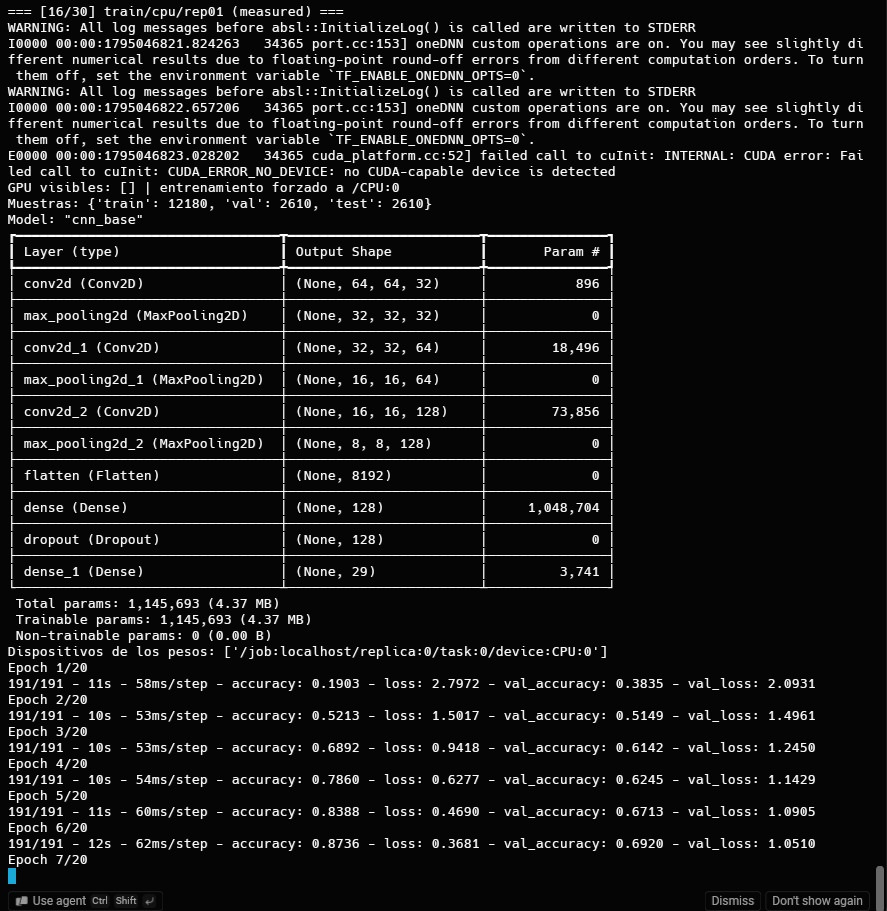 === [16/30] train/cpu/rep01 (measured) ===
WARNING: All log messages before absl::InitializeLog() is called are written to STDERR
I0000 00:00:1795046821.824263   34365 port.cc:153] oneDNN custom operations are on. You may see slightly di
fferent numerical results due to floating-point round-off errors from different computation orders. To turn
 them off, set the environment variable `TF_ENABLE_ONEDNN_OPTS=0`.
WARNING: All log messages before absl::InitializeLog() is called are written to STDERR
I0000 00:00:1795046822.657206   34365 port.cc:153] oneDNN custom operations are on. You may see slightly di
fferent numerical results due to floating-point round-off errors from different computation orders. To turn
 them off, set the environment variable `TF_ENABLE_ONEDNN_OPTS=0`.
E0000 00:00:1795046823.028202   34365 cuda_platform.cc:52] failed call to cuInit: INTERNAL: CUDA error: Fai
led call to cuInit: CUDA_ERROR_NO_DEVICE: no CUDA-capable device is detected
GPU visibles: [] | entrenamiento forzado a /CPU:0
Muestras: {'train': 12180, 'val': 2610, 'test': 2610}
Model: "cnn_base"
Layer (type) Output Shape Param #
conv2d (Conv2D) (None, 64, 64, 32) 896
max_pooling2d (MaxPooling2D) (None, 32, 32, 32) 0
conv2d_1 (Conv2D) (None, 32, 32, 64) 18,496
max_pooling2d_1 (MaxPooling2D) (None, 16, 16, 64) 0
conv2d_2 (Conv2D) (None, 16, 16, 128) 73,856
max_pooling2d_2 (MaxPooling2D) (None, 8, 8, 128) 0
flatten (Flatten) (None, 8192) 0
dense (Dense) (None, 128) 1,048,704
dropout (Dropout) (None, 128) 0
dense_1 (Dense) (None, 29) 3,741
 Total params: 1,145,693 (4.37 MB)
 Trainable params: 1,145,693 (4.37 MB)
 Non-trainable params: 0 (0.00 B)
Dispositivos de los pesos: ['/job:localhost/replica:0/task:0/device:CPU:0']
Epoch 1/20
191/191 - 11s - 58ms/step - accuracy: 0.1903 - loss: 2.7972 - val_accuracy: 0.3835 - val_loss: 2.0931
Epoch 2/20
191/191 - 10s - 53ms/step - accuracy: 0.5213 - loss: 1.5017 - val_accuracy: 0.5149 - val_loss: 1.4961
Epoch 3/20
191/191 - 10s - 53ms/step - accuracy: 0.6892 - loss: 0.9418 - val_accuracy: 0.6142 - val_loss: 1.2450
Epoch 4/20
191/191 - 10s - 54ms/step - accuracy: 0.7860 - loss: 0.6277 - val_accuracy: 0.6245 - val_loss: 1.1429
Epoch 5/20
191/191 - 11s - 60ms/step - accuracy: 0.8388 - loss: 0.4690 - val_accuracy: 0.6713 - val_loss: 1.0905
Epoch 6/20
191/191 - 12s - 62ms/step - accuracy: 0.8736 - loss: 0.3681 - val_accuracy: 0.6920 - val_loss: 1.0510
Epoch 7/20
Use agent Ctrl Shift ↵ Dismiss Don't show again